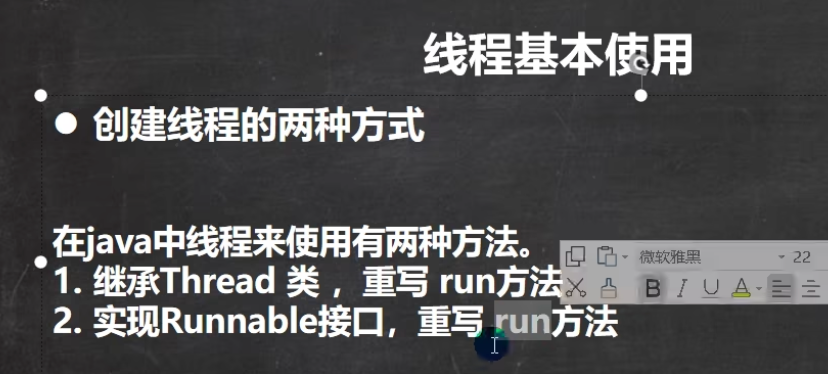 线程基本使用
● 创建线程的两种方式
在java中线程来使用有两种方法。
1. 继承Thread 类 ，重写 run方法
微软雅黑 22
B I U A
2. 实现Runnable接口，重写 run方法